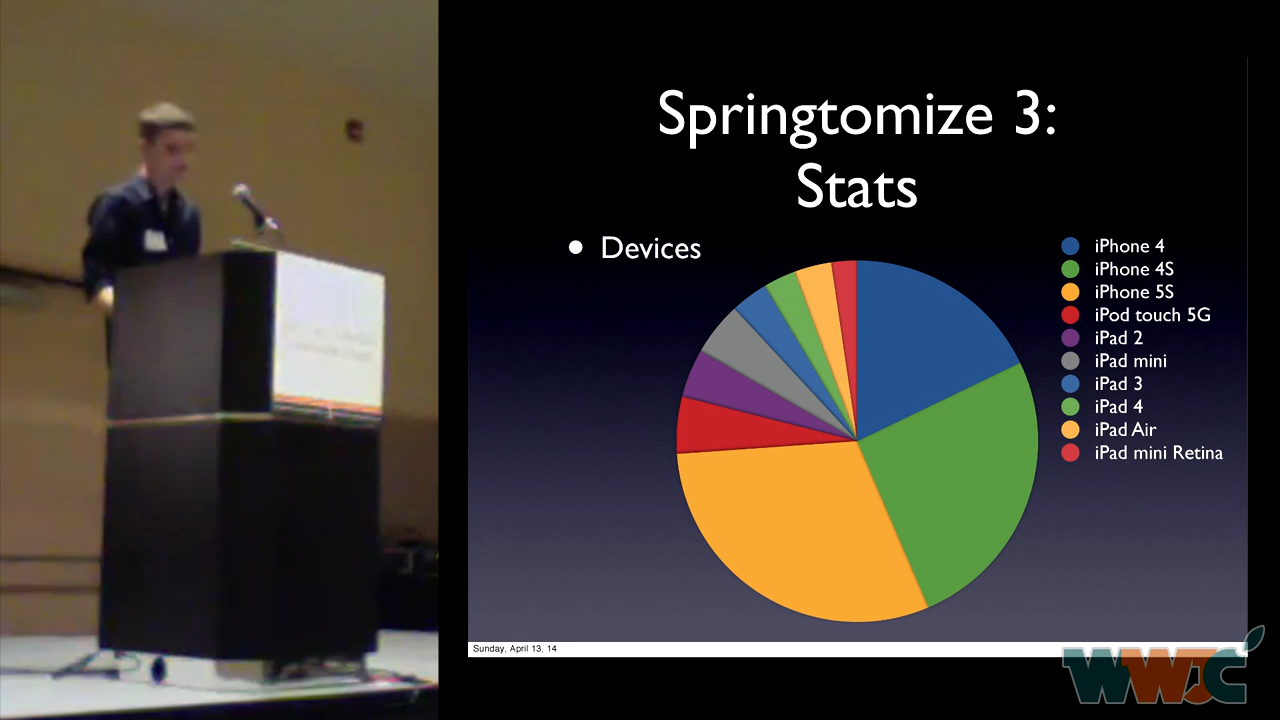 Springtomize 3:
Stats
• Devices
iPhone 4
iPhone 4S
iPhone 5S
iPod touch 5G
iPad 2
iPad mini
iPad 3
iPad 4
iPad Air
iPad mini Retina
Sunday, April 13, 14
WWJC